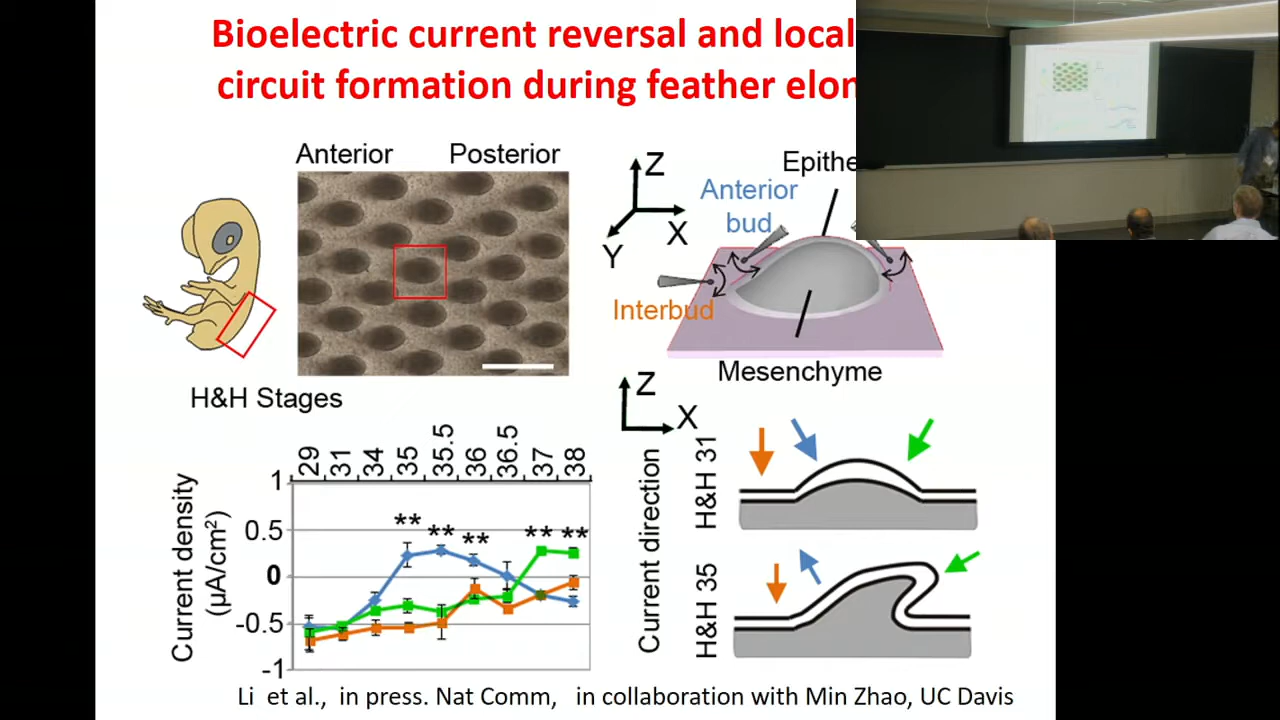 Bioelectric current reversal and local
circuit formation during feather
Anterior
Posterior
Z
Y
X
Anterior
bud
Interbud
Mesenchyme
H&H Stages
29
31
34
35
35.5
36
36.5
37
38
Current density
(µA/cm²)
1
0.5
0
-0.5
-1
** ** ** ** **
Z
X
Current direction
H&H 31
H&H 35
Li et al., in press. Nat Comm, in collaboration with Min Zhao, UC Davis